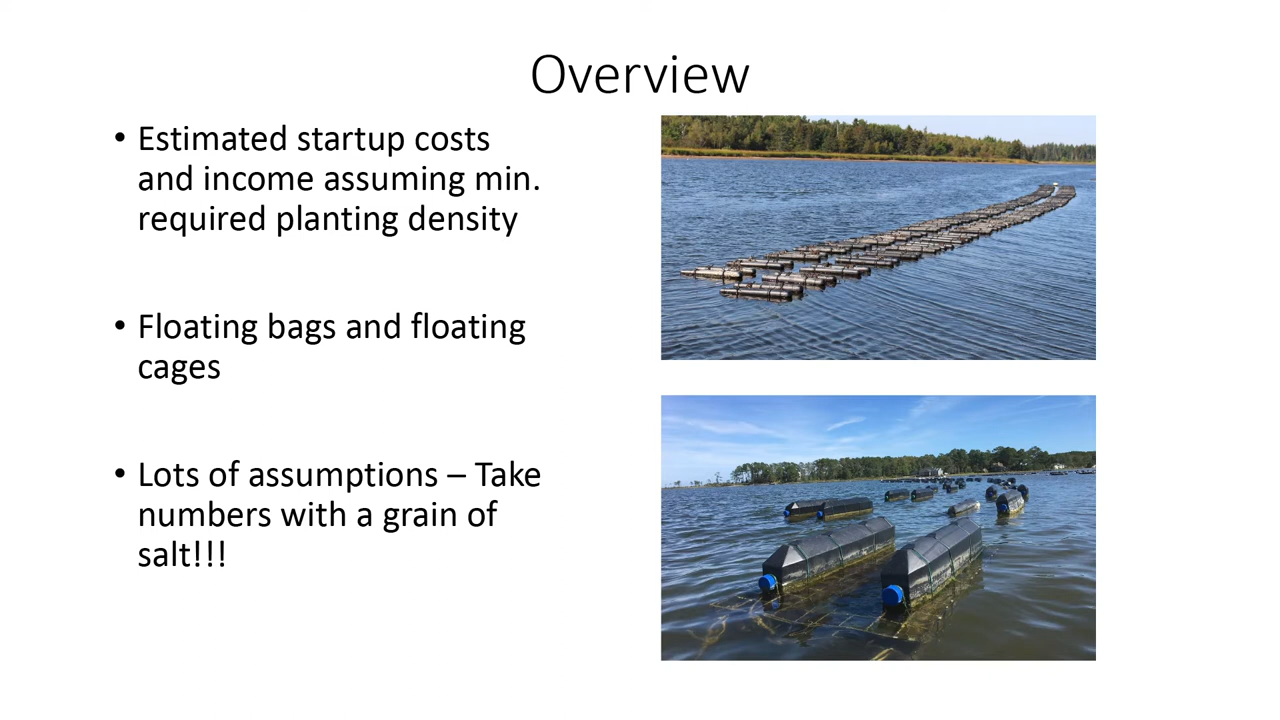 Overview
• Estimated startup costs
and income assuming min.
required planting density
• Floating bags and floating
cages
• Lots of assumptions – Take
numbers with a grain of
salt!!!